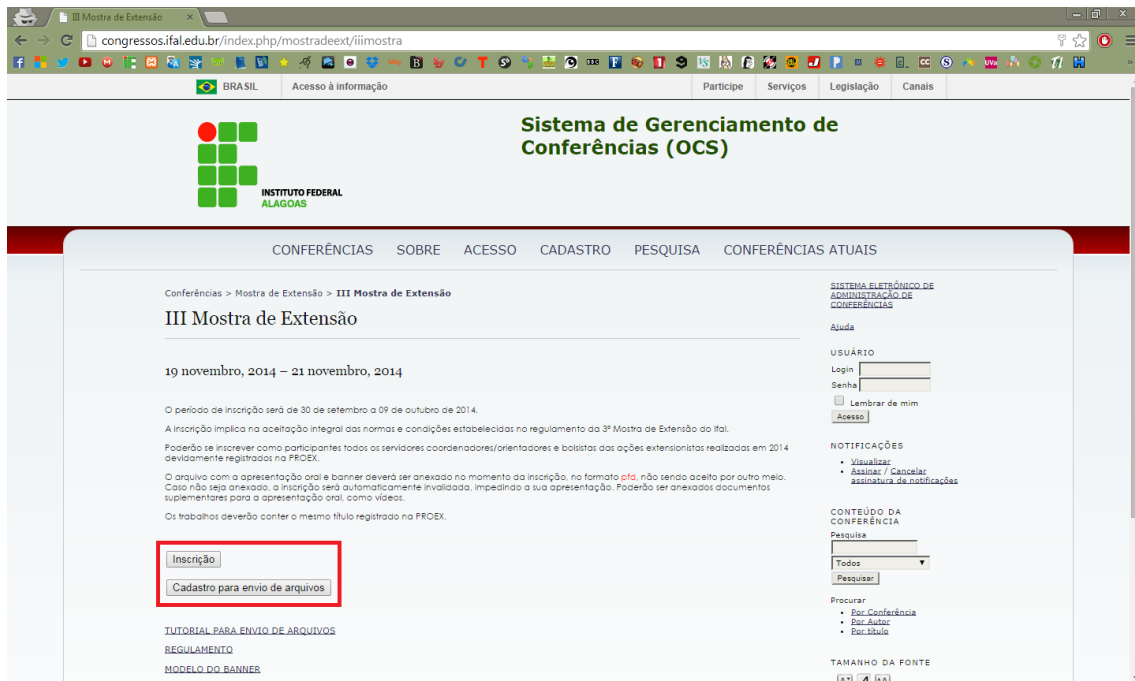 III Mostra de Extensão
congressos.ifal.edu.br/index.php/mostradeext/iiimostra
BRASIL Acesso à informação Participe Serviços Legislação Canais
INSTITUTO FEDERAL
ALAGOAS
Sistema de Gerenciamento de
Conferências (OCS)
CONFERÊNCIAS SOBRE ACESSO CADASTRO PESQUISA CONFERÊNCIAS ATUAIS
Conferências > Mostra de Extensão > III Mostra de Extensão
III Mostra de Extensão
19 novembro, 2014 – 21 novembro, 2014
O período de inscrição será de 30 de setembro a 09 de outubro de 2014.
A inscrição implica na aceitação integral das normas e condições estabelecidas no regulamento da 3ª Mostra de Extensão do Ifal.
Poderão se inscrever como participantes todos os servidores coordenadores/orientadores e bolsistas das ações extensionistas realizadas em 2014
devidamente registrados na PROEX.
O arquivo com a apresentação oral e banner deverá ser anexado no momento da inscrição, no formato pfd, não sendo aceito por outro meio.
Caso não seja anexado, a inscrição será automaticamente invalidada, impedindo a sua apresentação. Poderão ser anexados documentos
suplementares para a apresentação oral, como vídeos.
Os trabalhos deverão conter o mesmo título registrado na PROEX.
Inscrição
Cadastro para envio de arquivos
TUTORIAL PARA ENVIO DE ARQUIVOS
REGULAMENTO
MODELO DO BANNER
SISTEMA ELETRÔNICO DE
ADMINISTRAÇÃO DE
CONFERÊNCIAS
Ajuda
USUÁRIO
Login
Senha
Lembrar de mim
Acesso
NOTIFICAÇÕES
Visualizar
Assinar / Cancelar
assinatura de notificações
CONTEÚDO DA
CONFERÊNCIA
Pesquisa
Todos
Pesquisar
Procurar
Por Conferência
Por Autor
Por título
TAMANHO DA FONTE